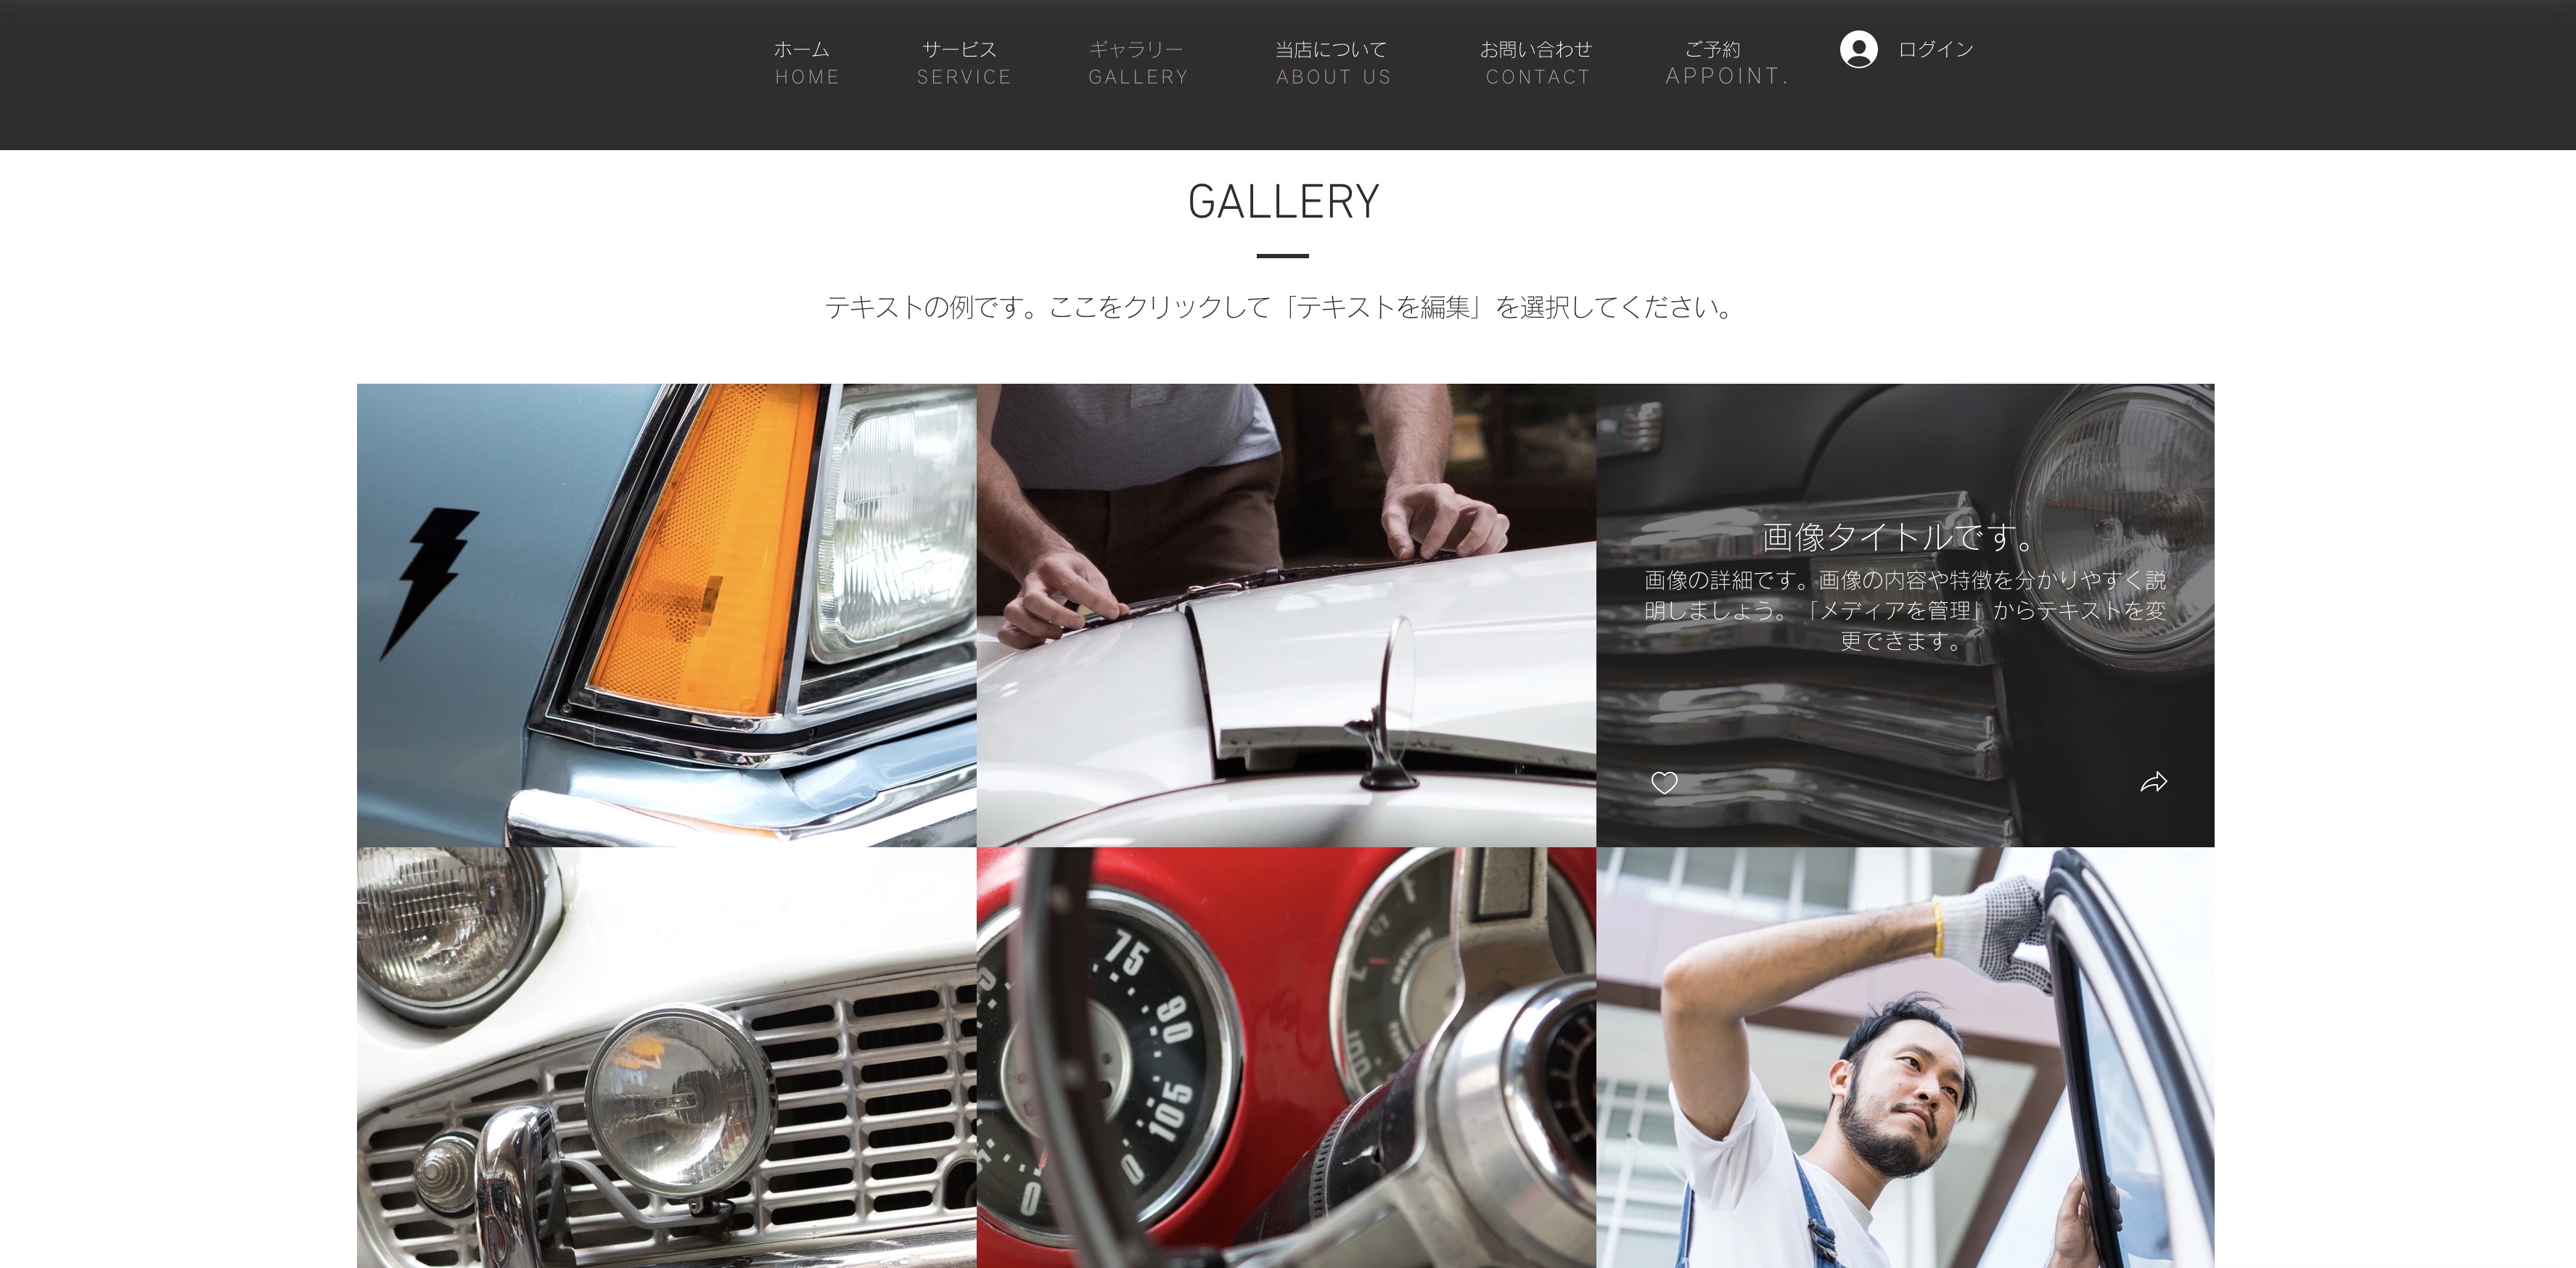 ホーム サービス ギャラリー 当店について お問い合わせ ご予約 ログイン
HOME SERVICE GALLERY ABOUT US CONTACT APPOINT.
GALLERY
テキストの例です。ここをクリックして「テキストを編集」を選択してください。
画像タイトルです。
画像の詳細です。画像の内容や特徴を分かりやすく説
明しましょう。「メディアを管理」からテキストを変
更できます。
75
90
105
0
0